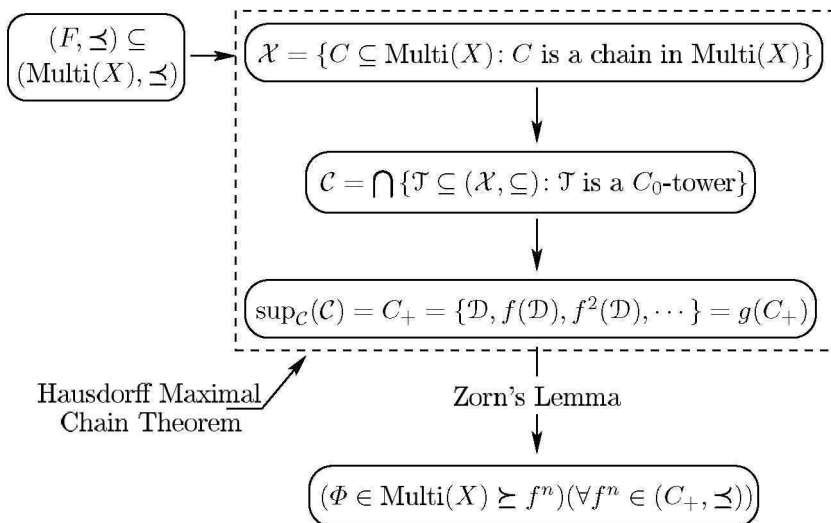 (F, ⪯) ⊆
(Multi(X), ⪯)
𝒳 = {C ⊆ Multi(X): C is a chain in Multi(X)}
𝒞 = ⋂ {𝒯 ⊆ (𝒳, ⊆): 𝒯 is a C₀-tower}
sup_𝒞(𝒞) = C₊ = {𝒟, f(𝒟), f²(𝒟), ⋯} = g(C₊)
Hausdorff Maximal
Chain Theorem
Zorn's Lemma
(Φ ∈ Multi(X) ⪰ fⁿ)(∀fⁿ ∈ (C₊, ⪯))